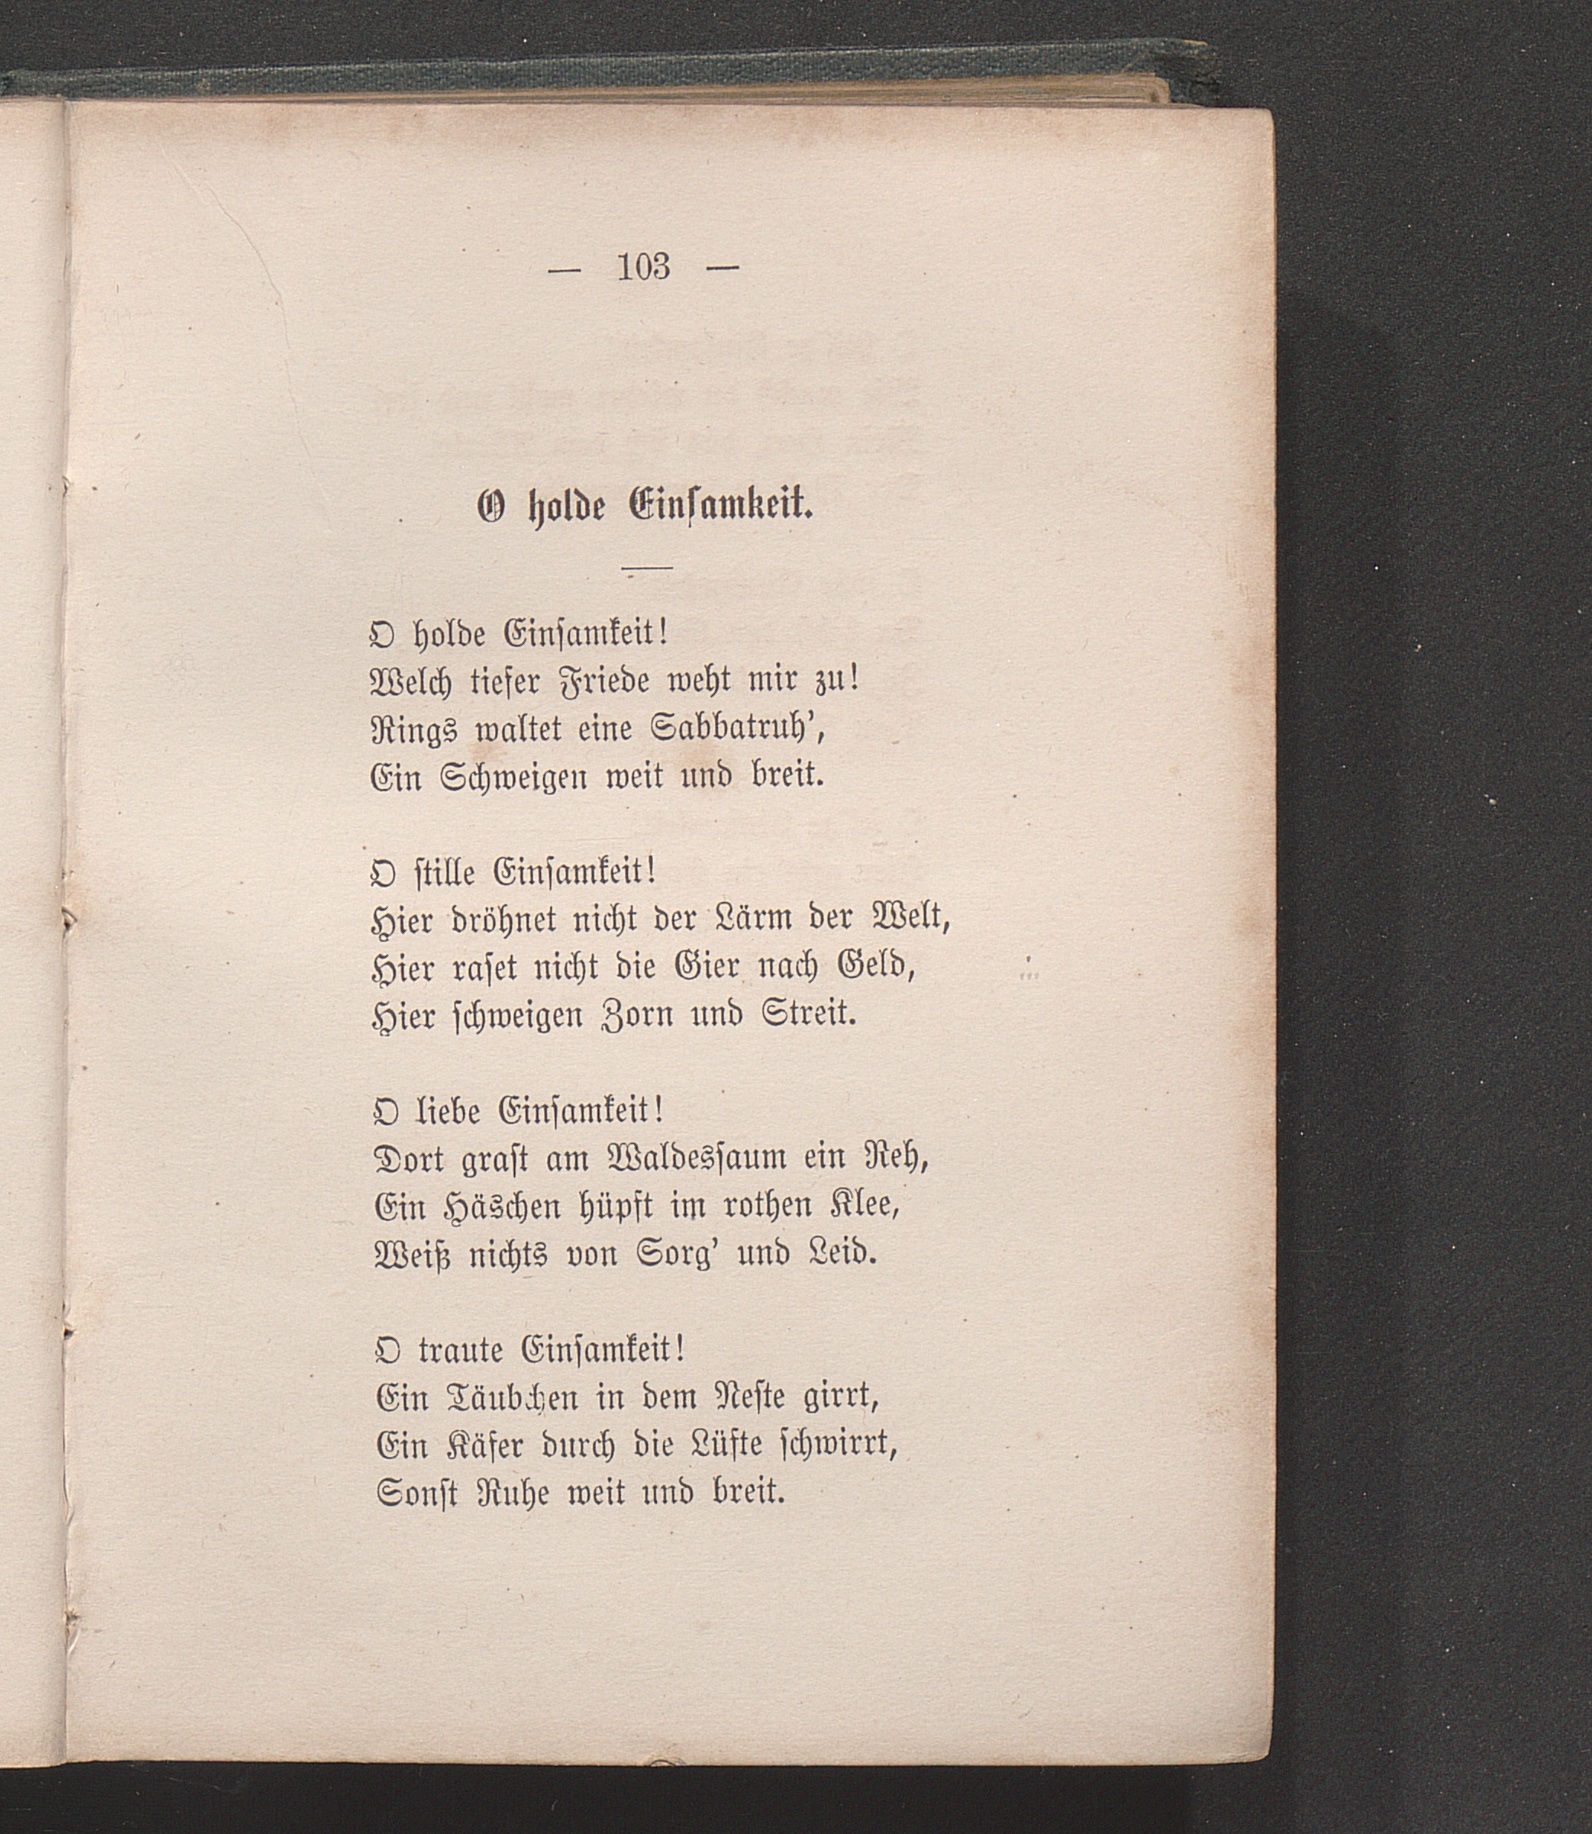 — 103 —
O holde Einſamkeit.
O holde Einſamkeit!
Welch tiefer Friede weht mir zu!
Rings waltet eine Sabbatruh’,
Ein Schweigen weit und breit.
O ſtille Einſamkeit!
Hier dröhnet nicht der Lärm der Welt,
Hier raſet nicht die Gier nach Geld,
Hier ſchweigen Zorn und Streit.
O liebe Einſamkeit!
Dort graſt am Waldesſaum ein Reh,
Ein Häschen hüpft im rothen Klee,
Weiß nichts von Sorg’ und Leid.
O traute Einſamkeit!
Ein Täubchen in dem Neſte girrt,
Ein Käfer durch die Lüfte ſchwirrt,
Sonſt Ruhe weit und breit.